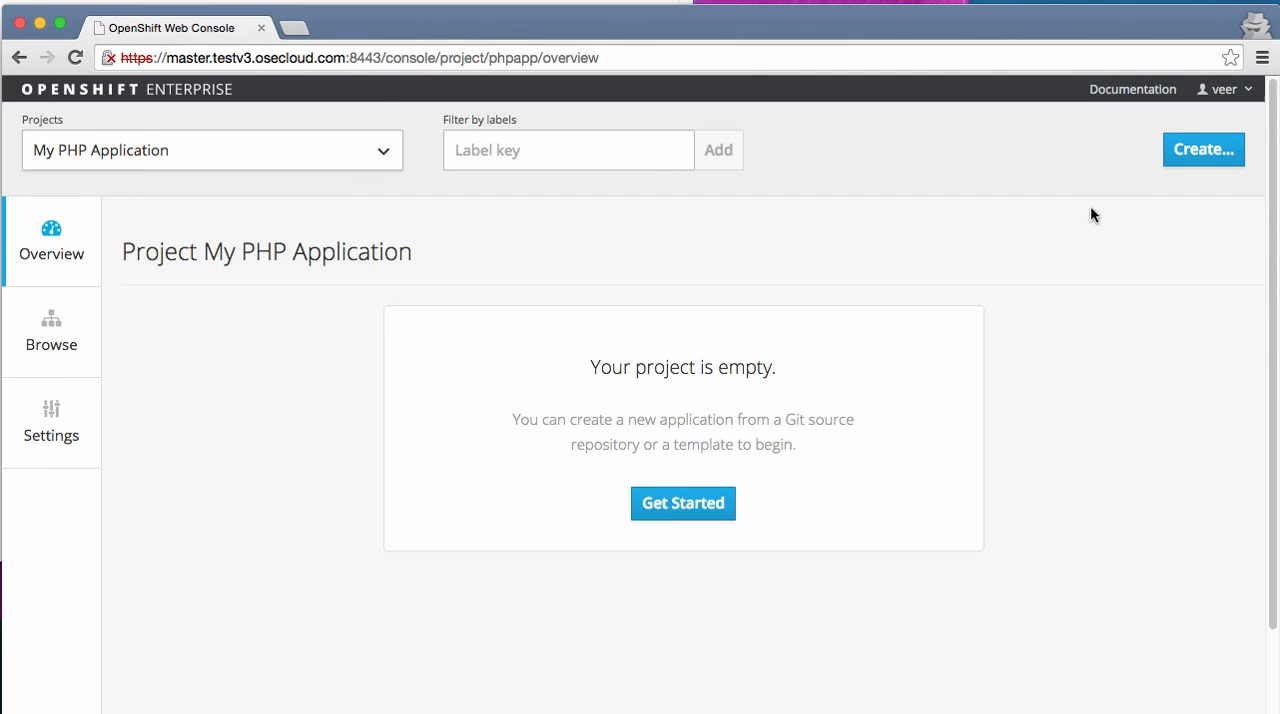 OpenShift Web Console
https://master.testv3.osecloud.com:8443/console/project/phpapp/overview
OPENSHIFT ENTERPRISE
Documentation
veer
Projects
Filter by labels
My PHP Application
Label key
Add
Create...
Overview
Browse
Settings
Project My PHP Application
Your project is empty.
You can create a new application from a Git source
repository or a template to begin.
Get Started